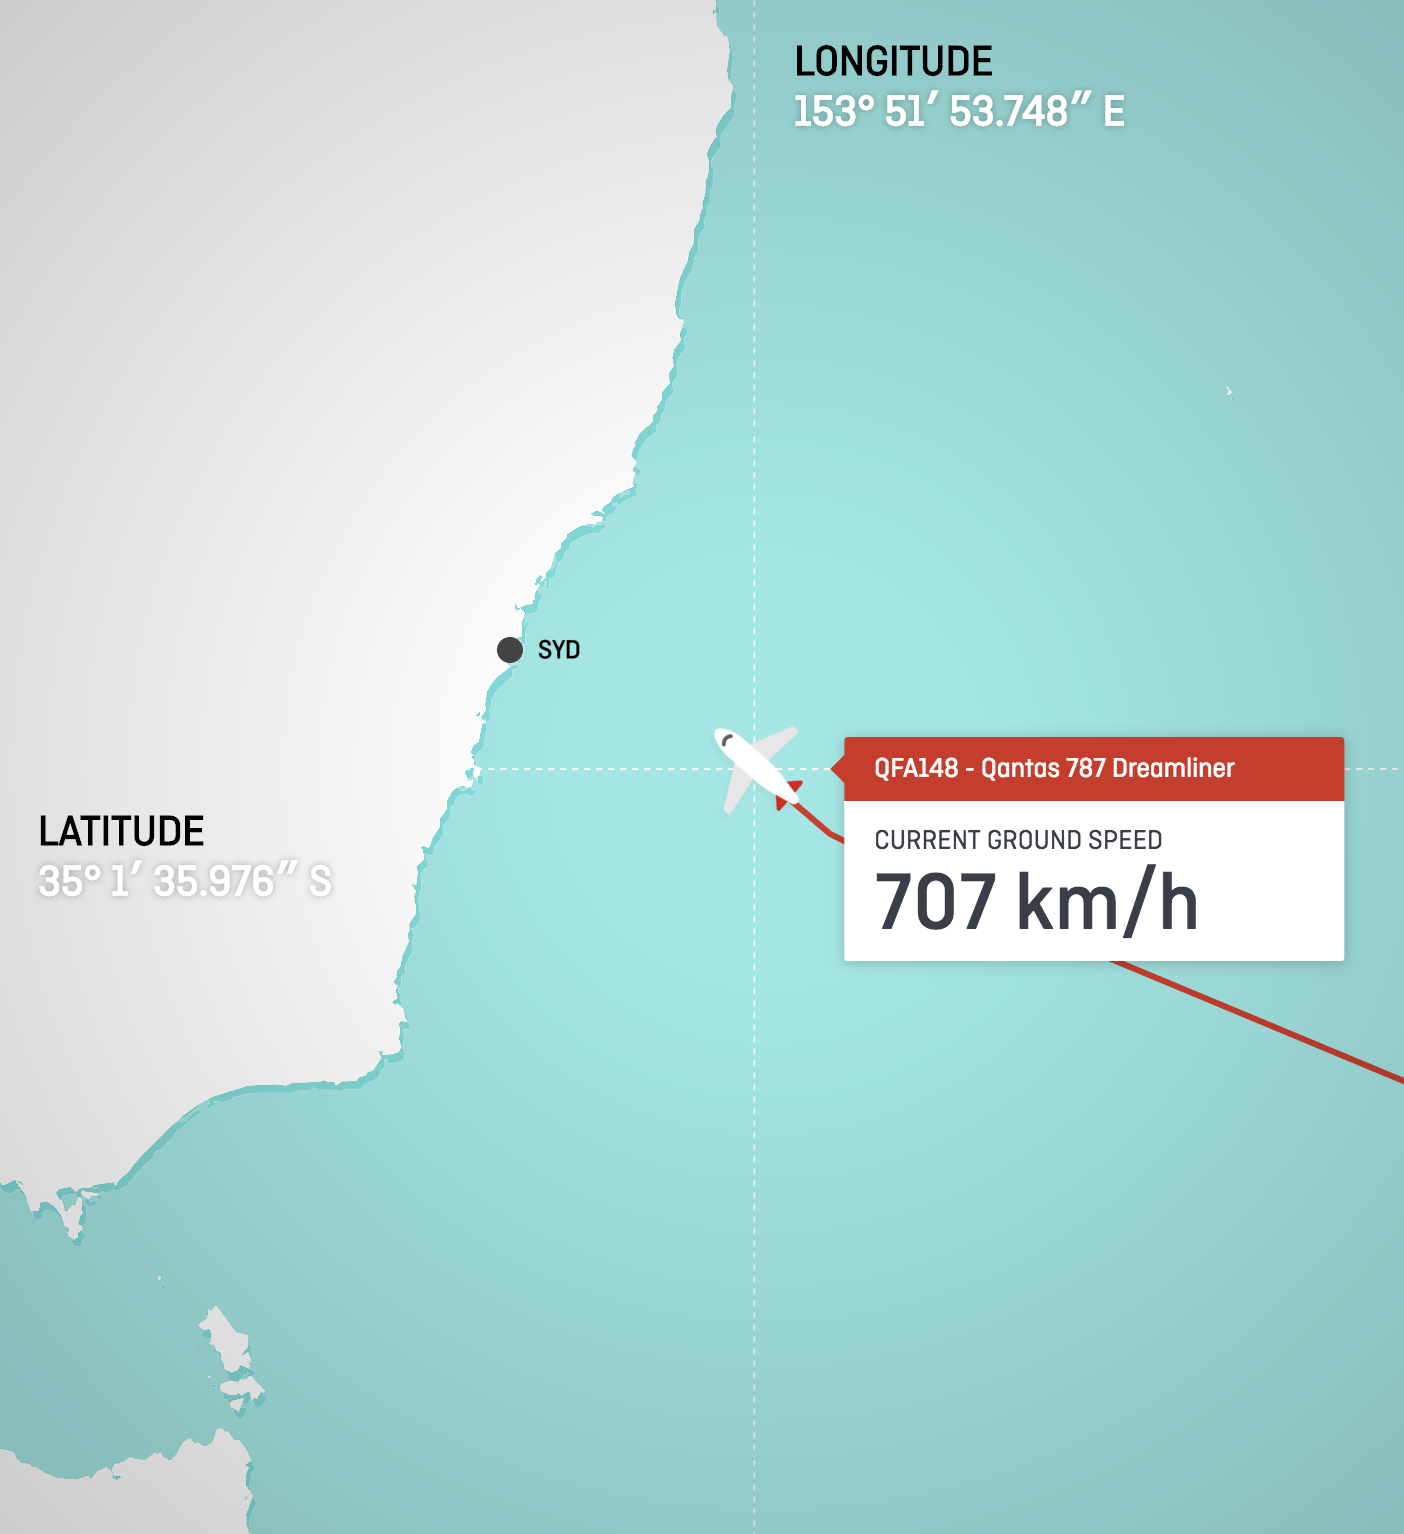 LONGITUDE
153° 51′ 53.748″ E
SYD
QFA148 - Qantas 787 Dreamliner
CURRENT GROUND SPEED
707 km/h
LATITUDE
35° 1′ 35.976″ S